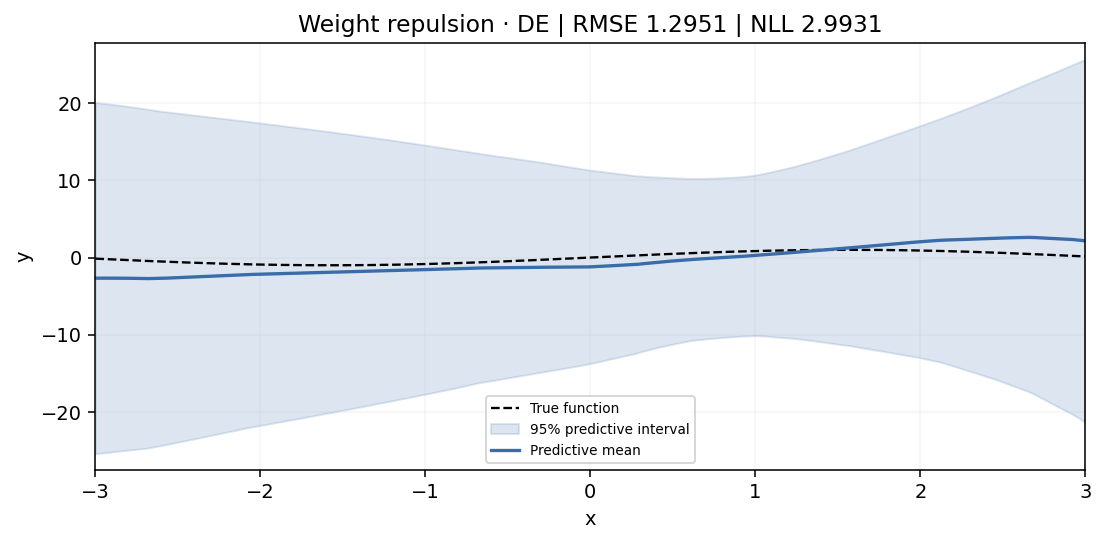 Weight repulsion · DE | RMSE 1.2951 | NLL 2.9931
y
20
10
0
−10
−20
True function
95% predictive interval
Predictive mean
−3
−2
−1
0
1
2
3
x